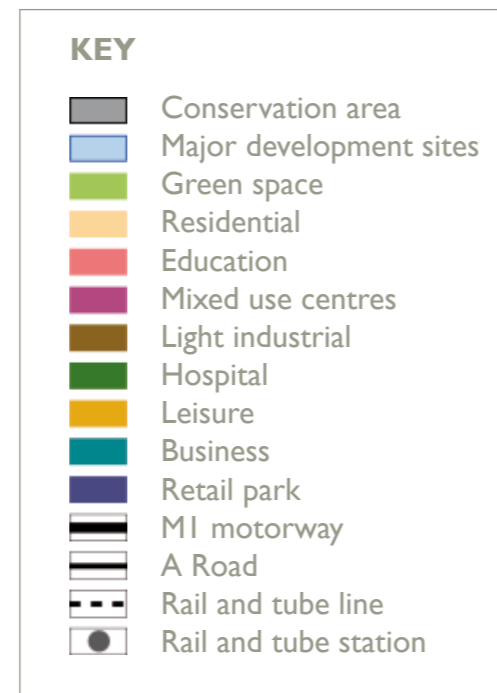 KEY
Conservation area
Major development sites
Green space
Residential
Education
Mixed use centres
Light industrial
Hospital
Leisure
Business
Retail park
M1 motorway
A Road
Rail and tube line
Rail and tube station